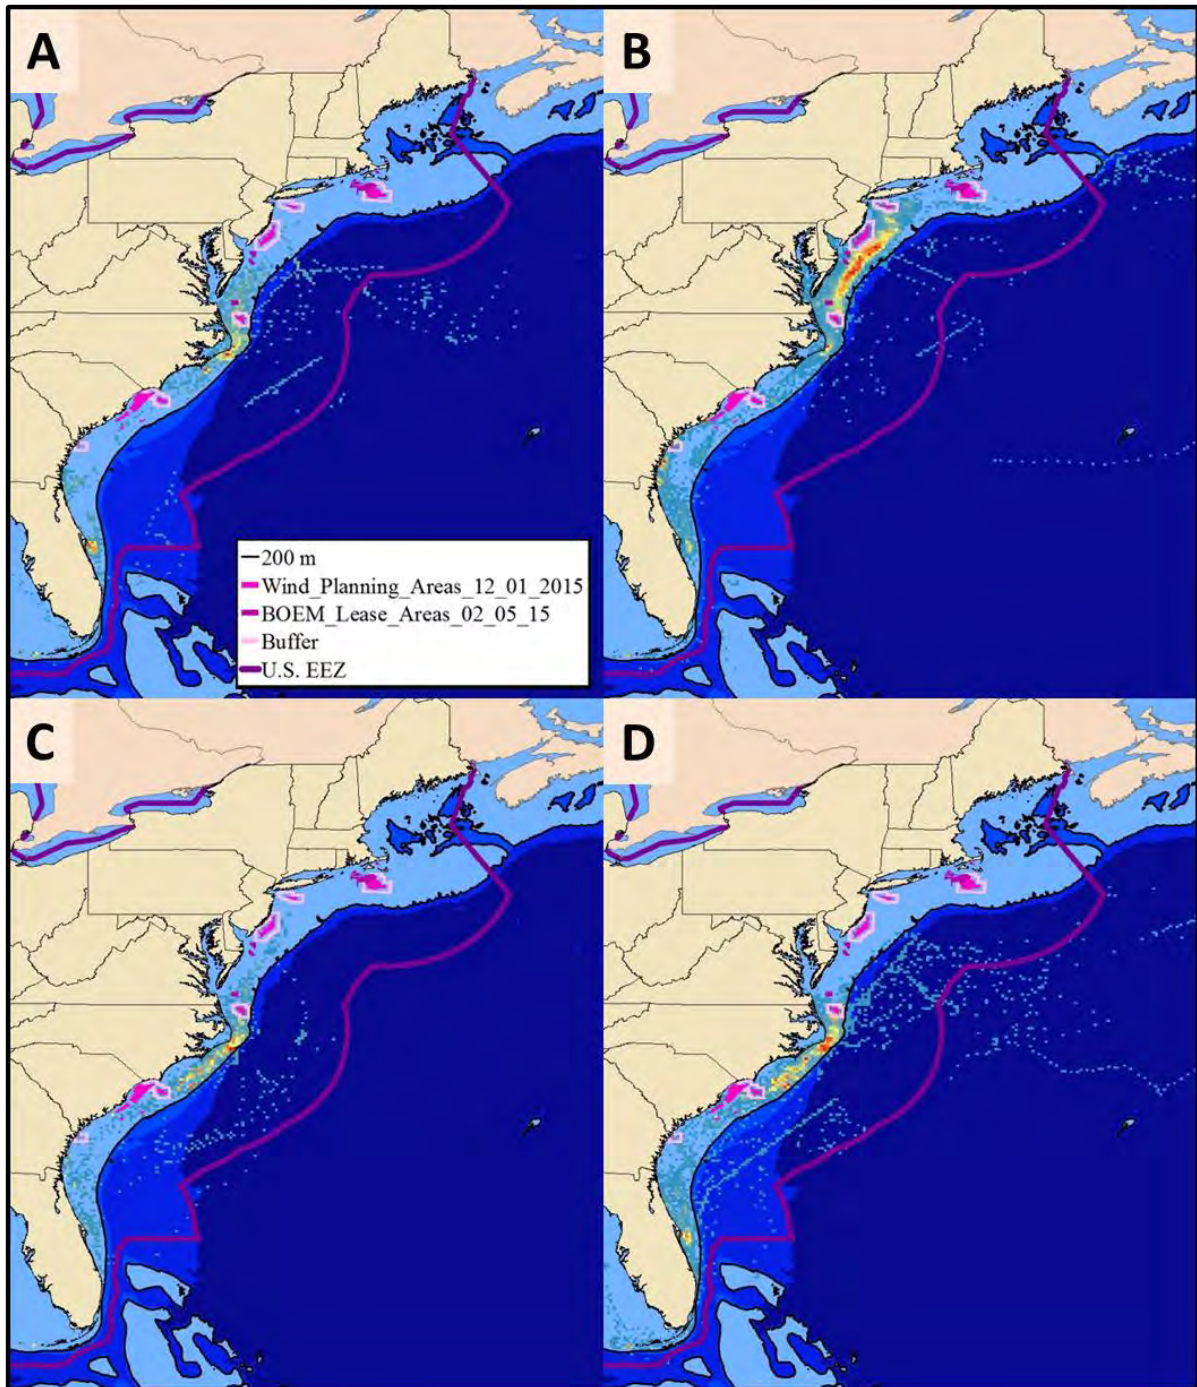 A
B
200 m
Wind_Planning_Areas_12_01_2015
BOEM_Lease_Areas_02_05_15
Buffer
U.S. EEZ
C
D